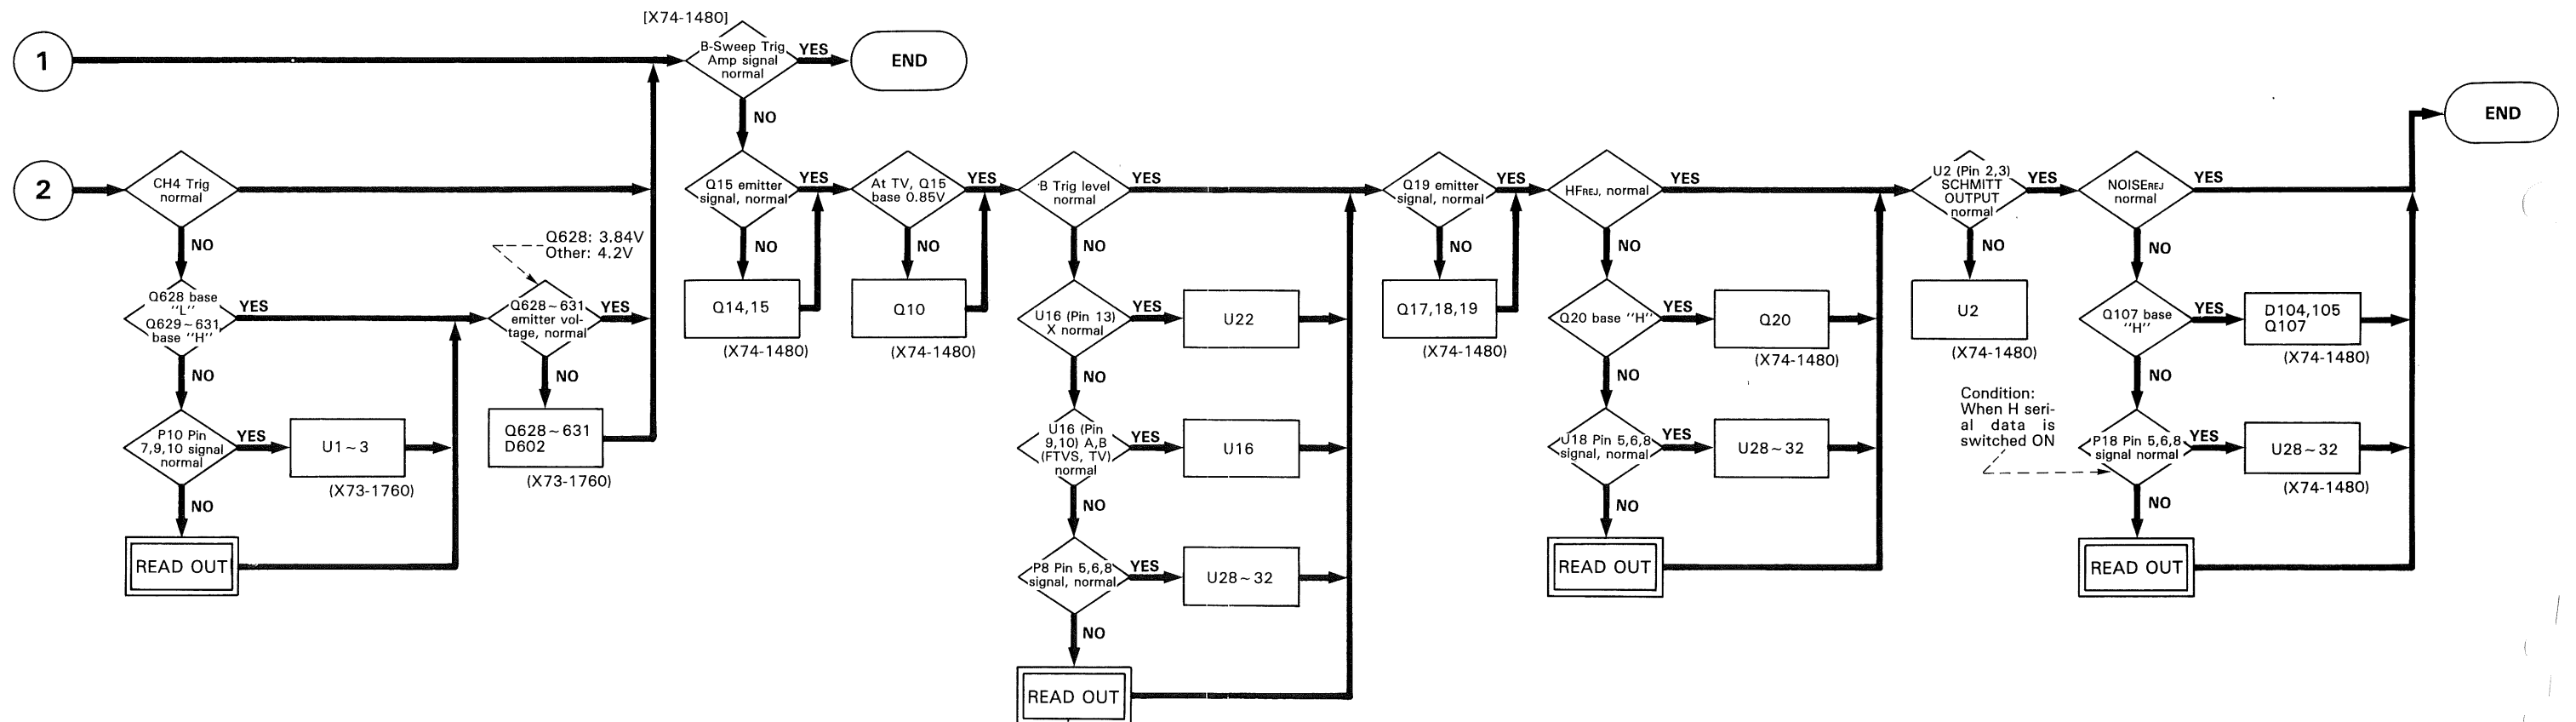 [X74-1480]
1
B-Sweep Trig
Amp signal
normal
YES
END
NO
END
2
CH4 Trig
normal
NO
Q15 emitter
signal, normal
YES
NO
At TV, Q15
base 0.85V
YES
NO
B Trig level
normal
YES
NO
Q19 emitter
signal, normal
YES
NO
HFREJ, normal
YES
NO
U2 (Pin 2,3)
SCHMITT
OUTPUT
normal
YES
NO
NOISEREJ
normal
YES
NO
Q628: 3.84V
Other: 4.2V
Q628 base
"L"
Q629~631
base "H"
YES
NO
Q628~631
emitter vol-
tage, normal
YES
NO
Q14,15
(X74-1480)
Q10
(X74-1480)
U16 (Pin 13)
X normal
YES
NO
U22
Q17,18,19
(X74-1480)
Q20 base "H"
YES
NO
Q20
(X74-1480)
U2
(X74-1480)
Q107 base
"H"
YES
NO
D104,105
Q107
(X74-1480)
P10 Pin
7,9,10 signal
normal
YES
NO
U1~3
(X73-1760)
Q628~631
D602
(X73-1760)
U16 (Pin
9,10) A,B
(FTVS, TV)
normal
YES
NO
U16
U18 Pin 5,6,8
signal, normal
YES
NO
U28~32
Condition:
When H seri-
al data is
switched ON
P18 Pin 5,6,8
signal normal
YES
NO
U28~32
(X74-1480)
READ OUT
P8 Pin 5,6,8
signal, normal
YES
NO
U28~32
READ OUT
READ OUT
READ OUT